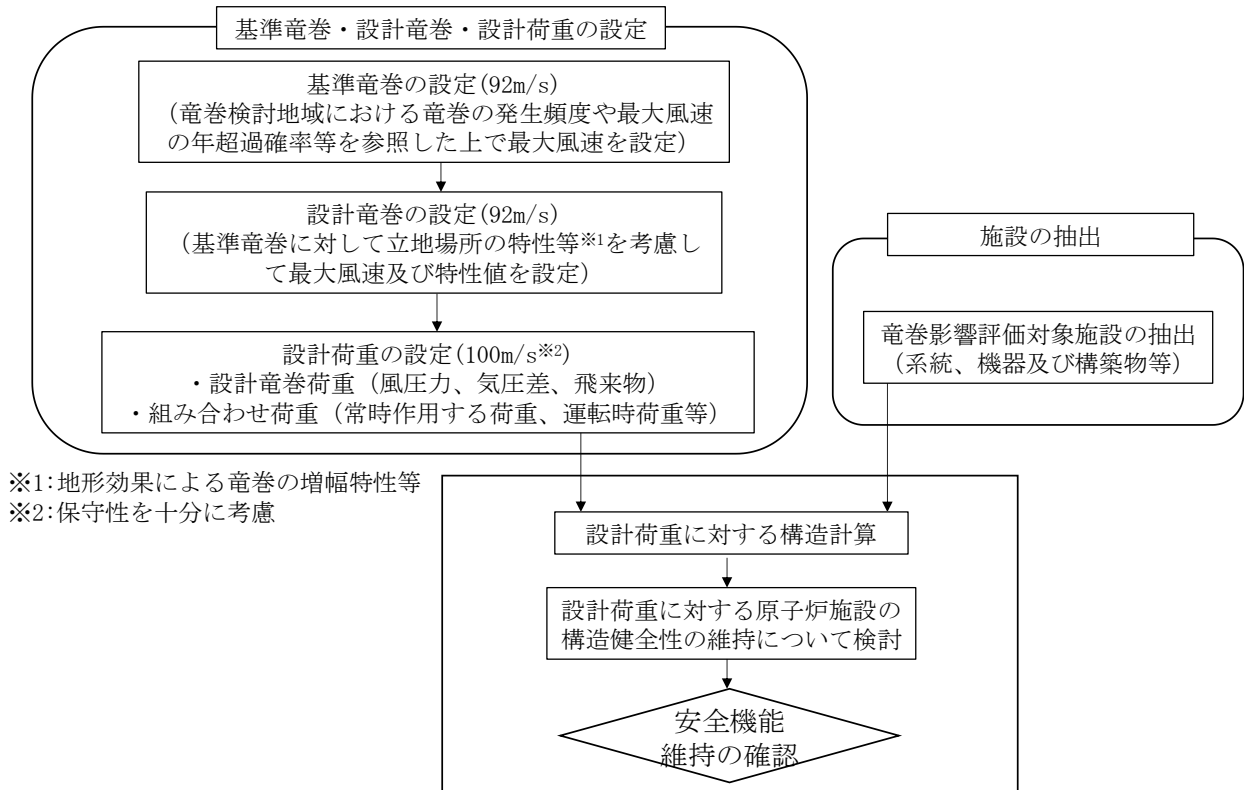 基準竜巻・設計竜巻・設計荷重の設定
基準竜巻の設定(92m/s)
(竜巻検討地域における竜巻の発生頻度や最大風速
の年超過確率等を参照した上で最大風速を設定)
設計竜巻の設定(92m/s)
(基準竜巻に対して立地場所の特性等※1を考慮し
て最大風速及び特性値を設定)
設計荷重の設定(100m/s※2)
・設計竜巻荷重（風圧力、気圧差、飛来物）
・組み合わせ荷重（常時作用する荷重、運転時荷重等）
施設の抽出
竜巻影響評価対象施設の抽出
（系統、機器及び構築物等）
※1:地形効果による竜巻の増幅特性等
※2:保守性を十分に考慮
設計荷重に対する構造計算
設計荷重に対する原子炉施設の
構造健全性の維持について検討
安全機能
維持の確認